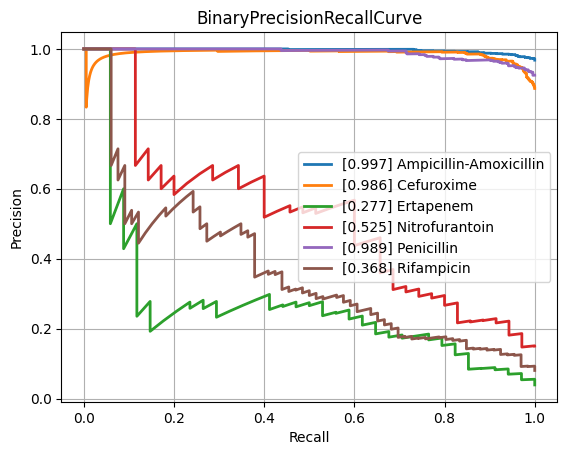 BinaryPrecisionRecallCurve
1.0
0.8
0.6
0.4
0.2
0.0
Precision
[0.997] Ampicillin-Amoxicillin
[0.986] Cefuroxime
[0.277] Ertapenem
[0.525] Nitrofurantoin
[0.989] Penicillin
[0.368] Rifampicin
0.0 0.2 0.4 0.6 0.8 1.0
Recall